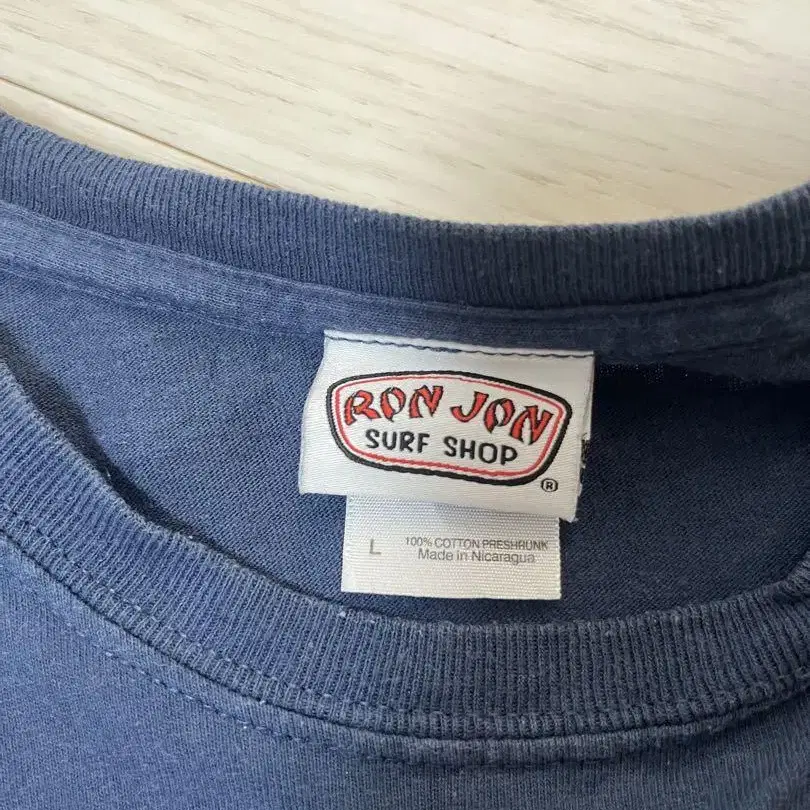 RON JON
SURF SHOP
®
L
100% COTTON PRESHRUNK
Made in Nicaragua